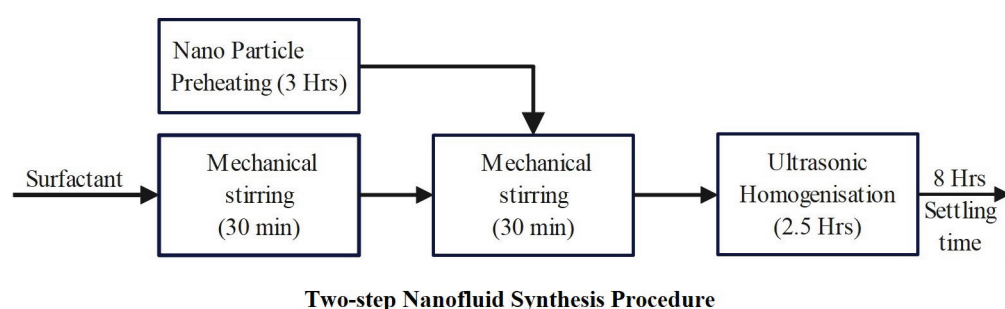 Nano Particle
Preheating (3 Hrs)
Surfactant
Mechanical
stirring
(30 min)
Mechanical
stirring
(30 min)
Ultrasonic
Homogenisation
(2.5 Hrs)
8 Hrs
Settling
time
Two-step Nanofluid Synthesis Procedure